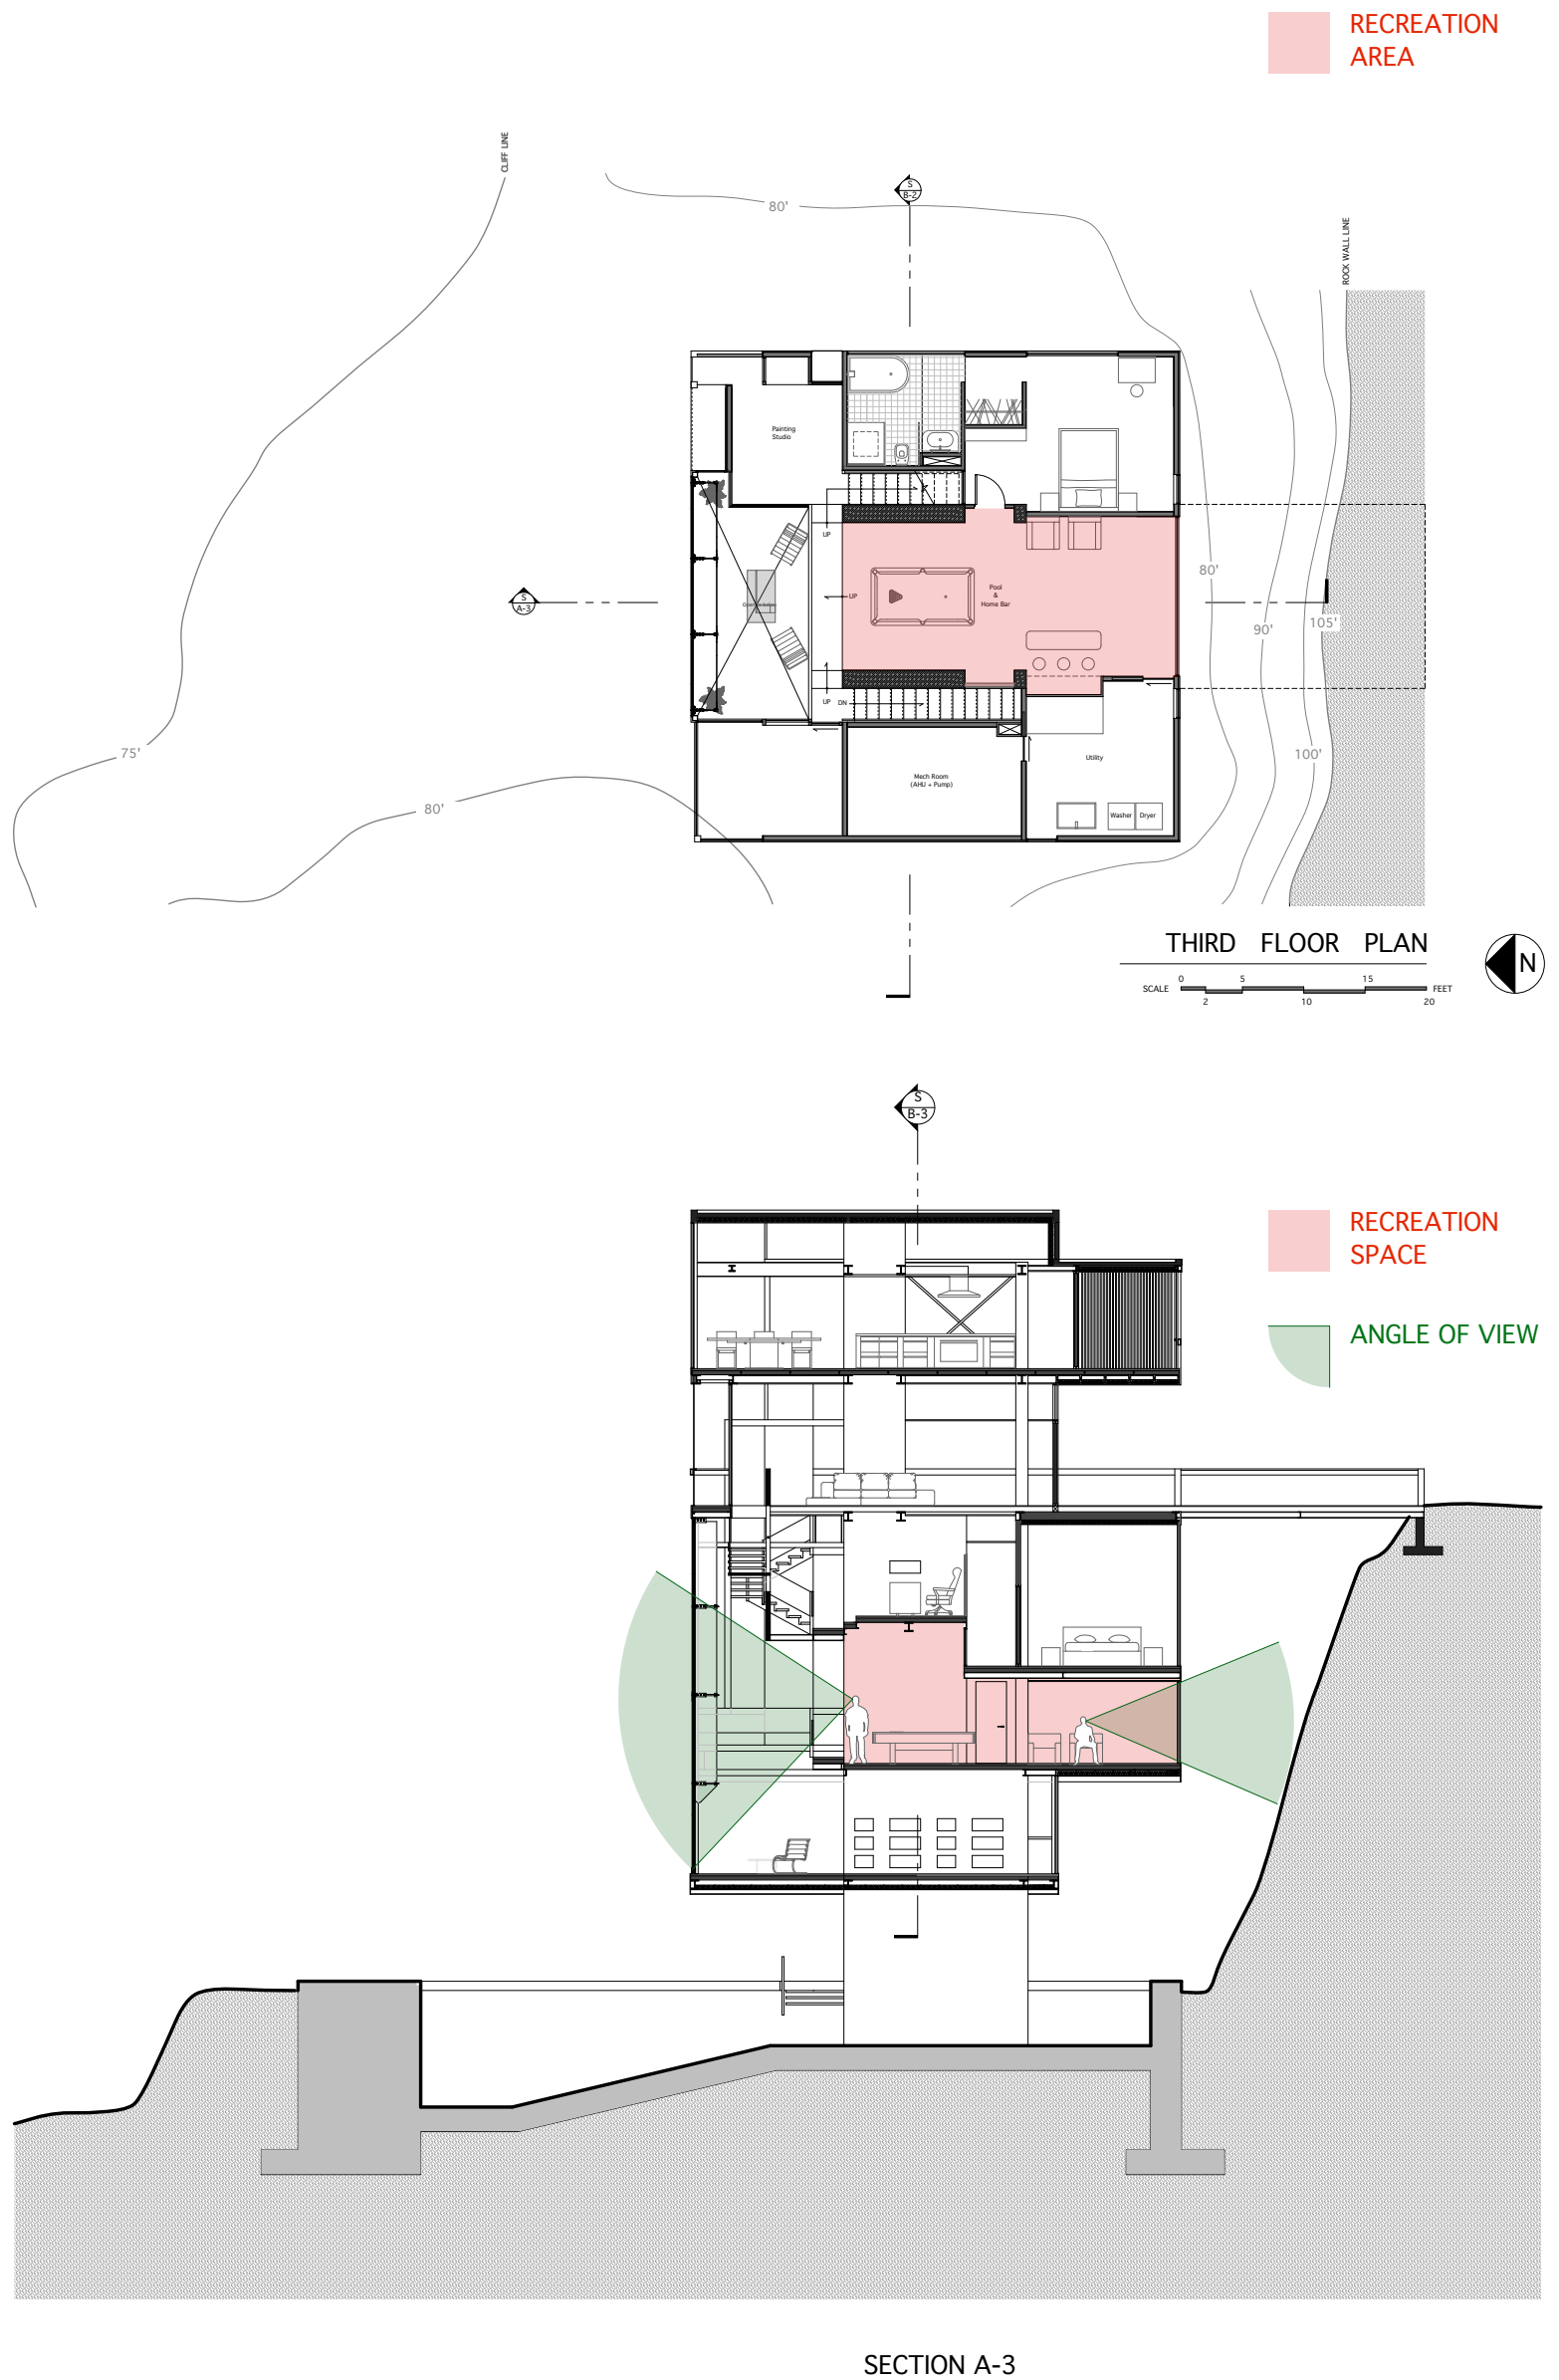 RECREATION
AREA
CLIFF LINE
S
B-2
80'
ROCK WALL LINE
Painting
Studio
UP
S
A-3
UP
Pool
&
Home Bar
80'
90'
105'
UP
DN
75'
100'
Utility
Mech Room
(AHU + Pump)
80'
Washer
Dryer
THIRD FLOOR PLAN
N
SCALE
0
5
15
FEET
2
10
20
S
B-3
RECREATION
SPACE
ANGLE OF VIEW
SECTION A-3